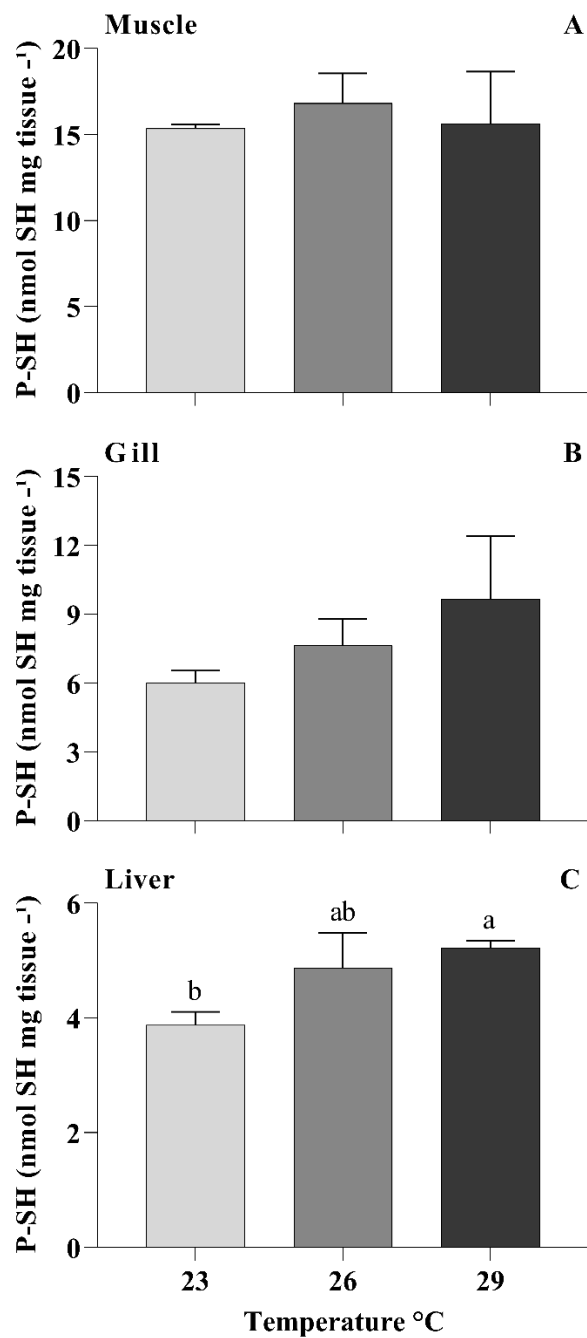 Muscle A
P-SH (nmol SH mg tissue -¹)
20
15
10
5
0
Gill B
P-SH (nmol SH mg tissue -¹)
15
12
9
6
3
0
Liver C
P-SH (nmol SH mg tissue -¹)
6
4
2
0
b
ab
a
23 26 29
Temperature °C